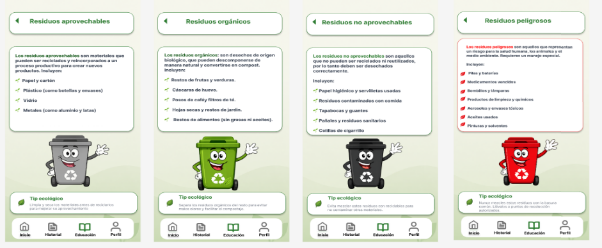 Residuos aprovechables
Los residuos aprovechables son materiales que
pueden ser reciclados y reincorporados a un
proceso productivo para crear nuevos
productos. Incluyen:
Papel y cartón
Plástico (como botellas y envases)
Vidrio
Metales (como aluminio y latas)
Tip ecológico
Inicio
Historial
Educación
Perfil
Residuos orgánicos
Los residuos orgánicos: son desechos de origen
biológico, que pueden descomponerse de
manera natural y convertirse en compost.
Incluyen:
Restos de frutas y verduras.
Cáscaras de huevo.
Posos de café y filtros de té.
Hojas secas y restos de jardín.
Restos de alimentos (sin grasas ni aceites).
Tip ecológico
Inicio
Historial
Educación
Perfil
Residuos no aprovechables
Los residuos no aprovechables son aquellos
que no pueden ser reciclados ni reutilizados,
por lo tanto deben ser desechados
correctamente.
Incluyen:
Papel higiénico y servilletas usadas
Residuos contaminados con comida
Tapabocas y guantes
Pañales y residuos sanitarios
Colillas de cigarrillo
Tip ecológico
Inicio
Historial
Educación
Perfil
Residuos peligrosos
Los residuos peligrosos son aquellos que representan
un riesgo para la salud humana, los animales y el
medio ambiente. Requieren un manejo especial.
Incluyen:
Pilas y baterías
Medicamentos vencidos
Productos de limpieza y químicos
Aerosoles y envases tóxicos
Aceites usados
Pinturas y solventes
Tip ecológico
Inicio
Historial
Educación
Perfil